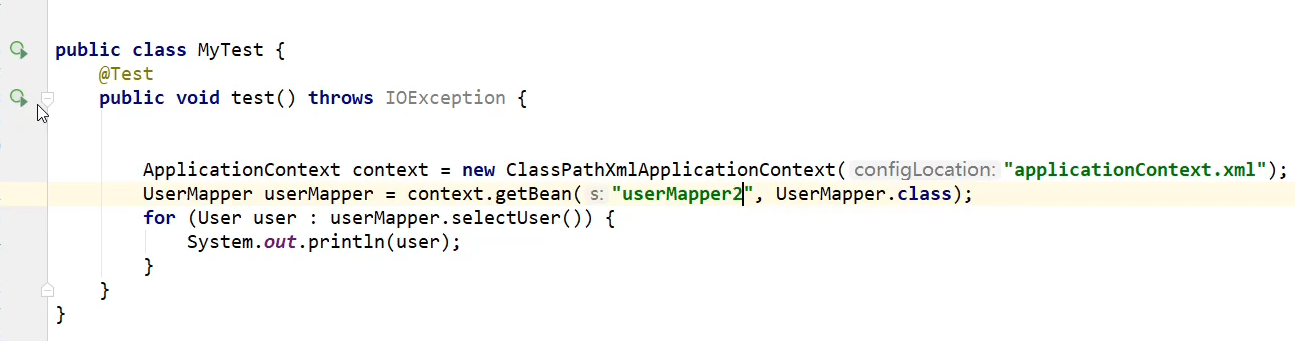 public class MyTest {
@Test
public void test() throws IOException {
ApplicationContext context = new ClassPathXmlApplicationContext( configLocation: "applicationContext.xml");
UserMapper userMapper = context.getBean( s: "userMapper2", UserMapper.class);
for (User user : userMapper.selectUser()) {
System.out.println(user);
}
}
}